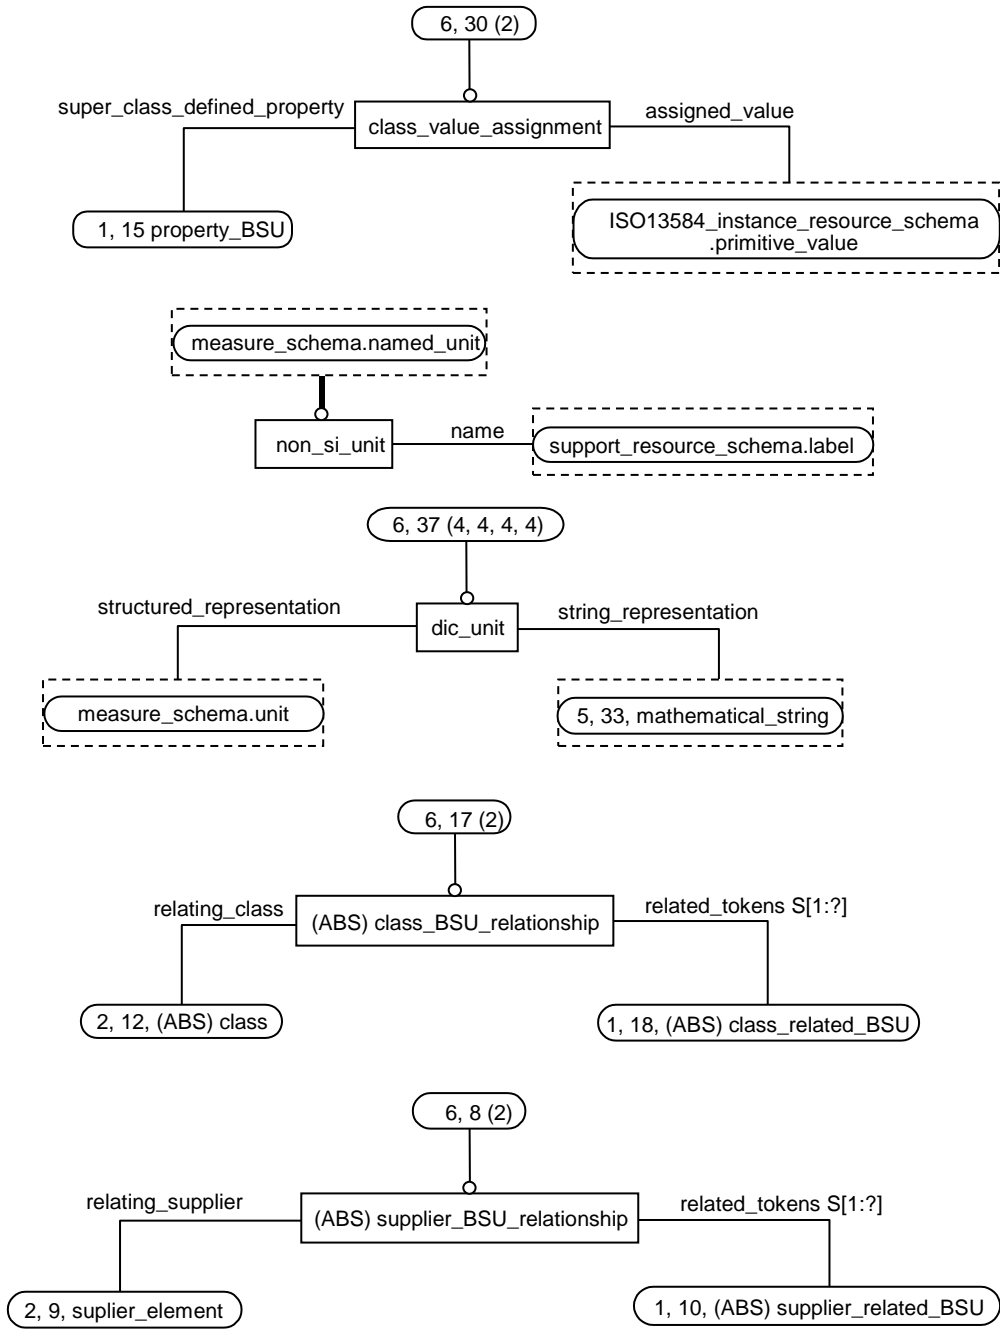 6, 30 (2)
super_class_defined_property
class_value_assignment
assigned_value
1, 15 property_BSU
ISO13584_instance_resource_schema
.primitive_value
measure_schema.named_unit
non_si_unit
name
support_resource_schema.label
6, 37 (4, 4, 4, 4)
structured_representation
dic_unit
string_representation
measure_schema.unit
5, 33, mathematical_string
6, 17 (2)
relating_class
(ABS) class_BSU_relationship
related_tokens S[1:?]
2, 12, (ABS) class
1, 18, (ABS) class_related_BSU
6, 8 (2)
relating_supplier
(ABS) supplier_BSU_relationship
related_tokens S[1:?]
2, 9, suplier_element
1, 10, (ABS) supplier_related_BSU